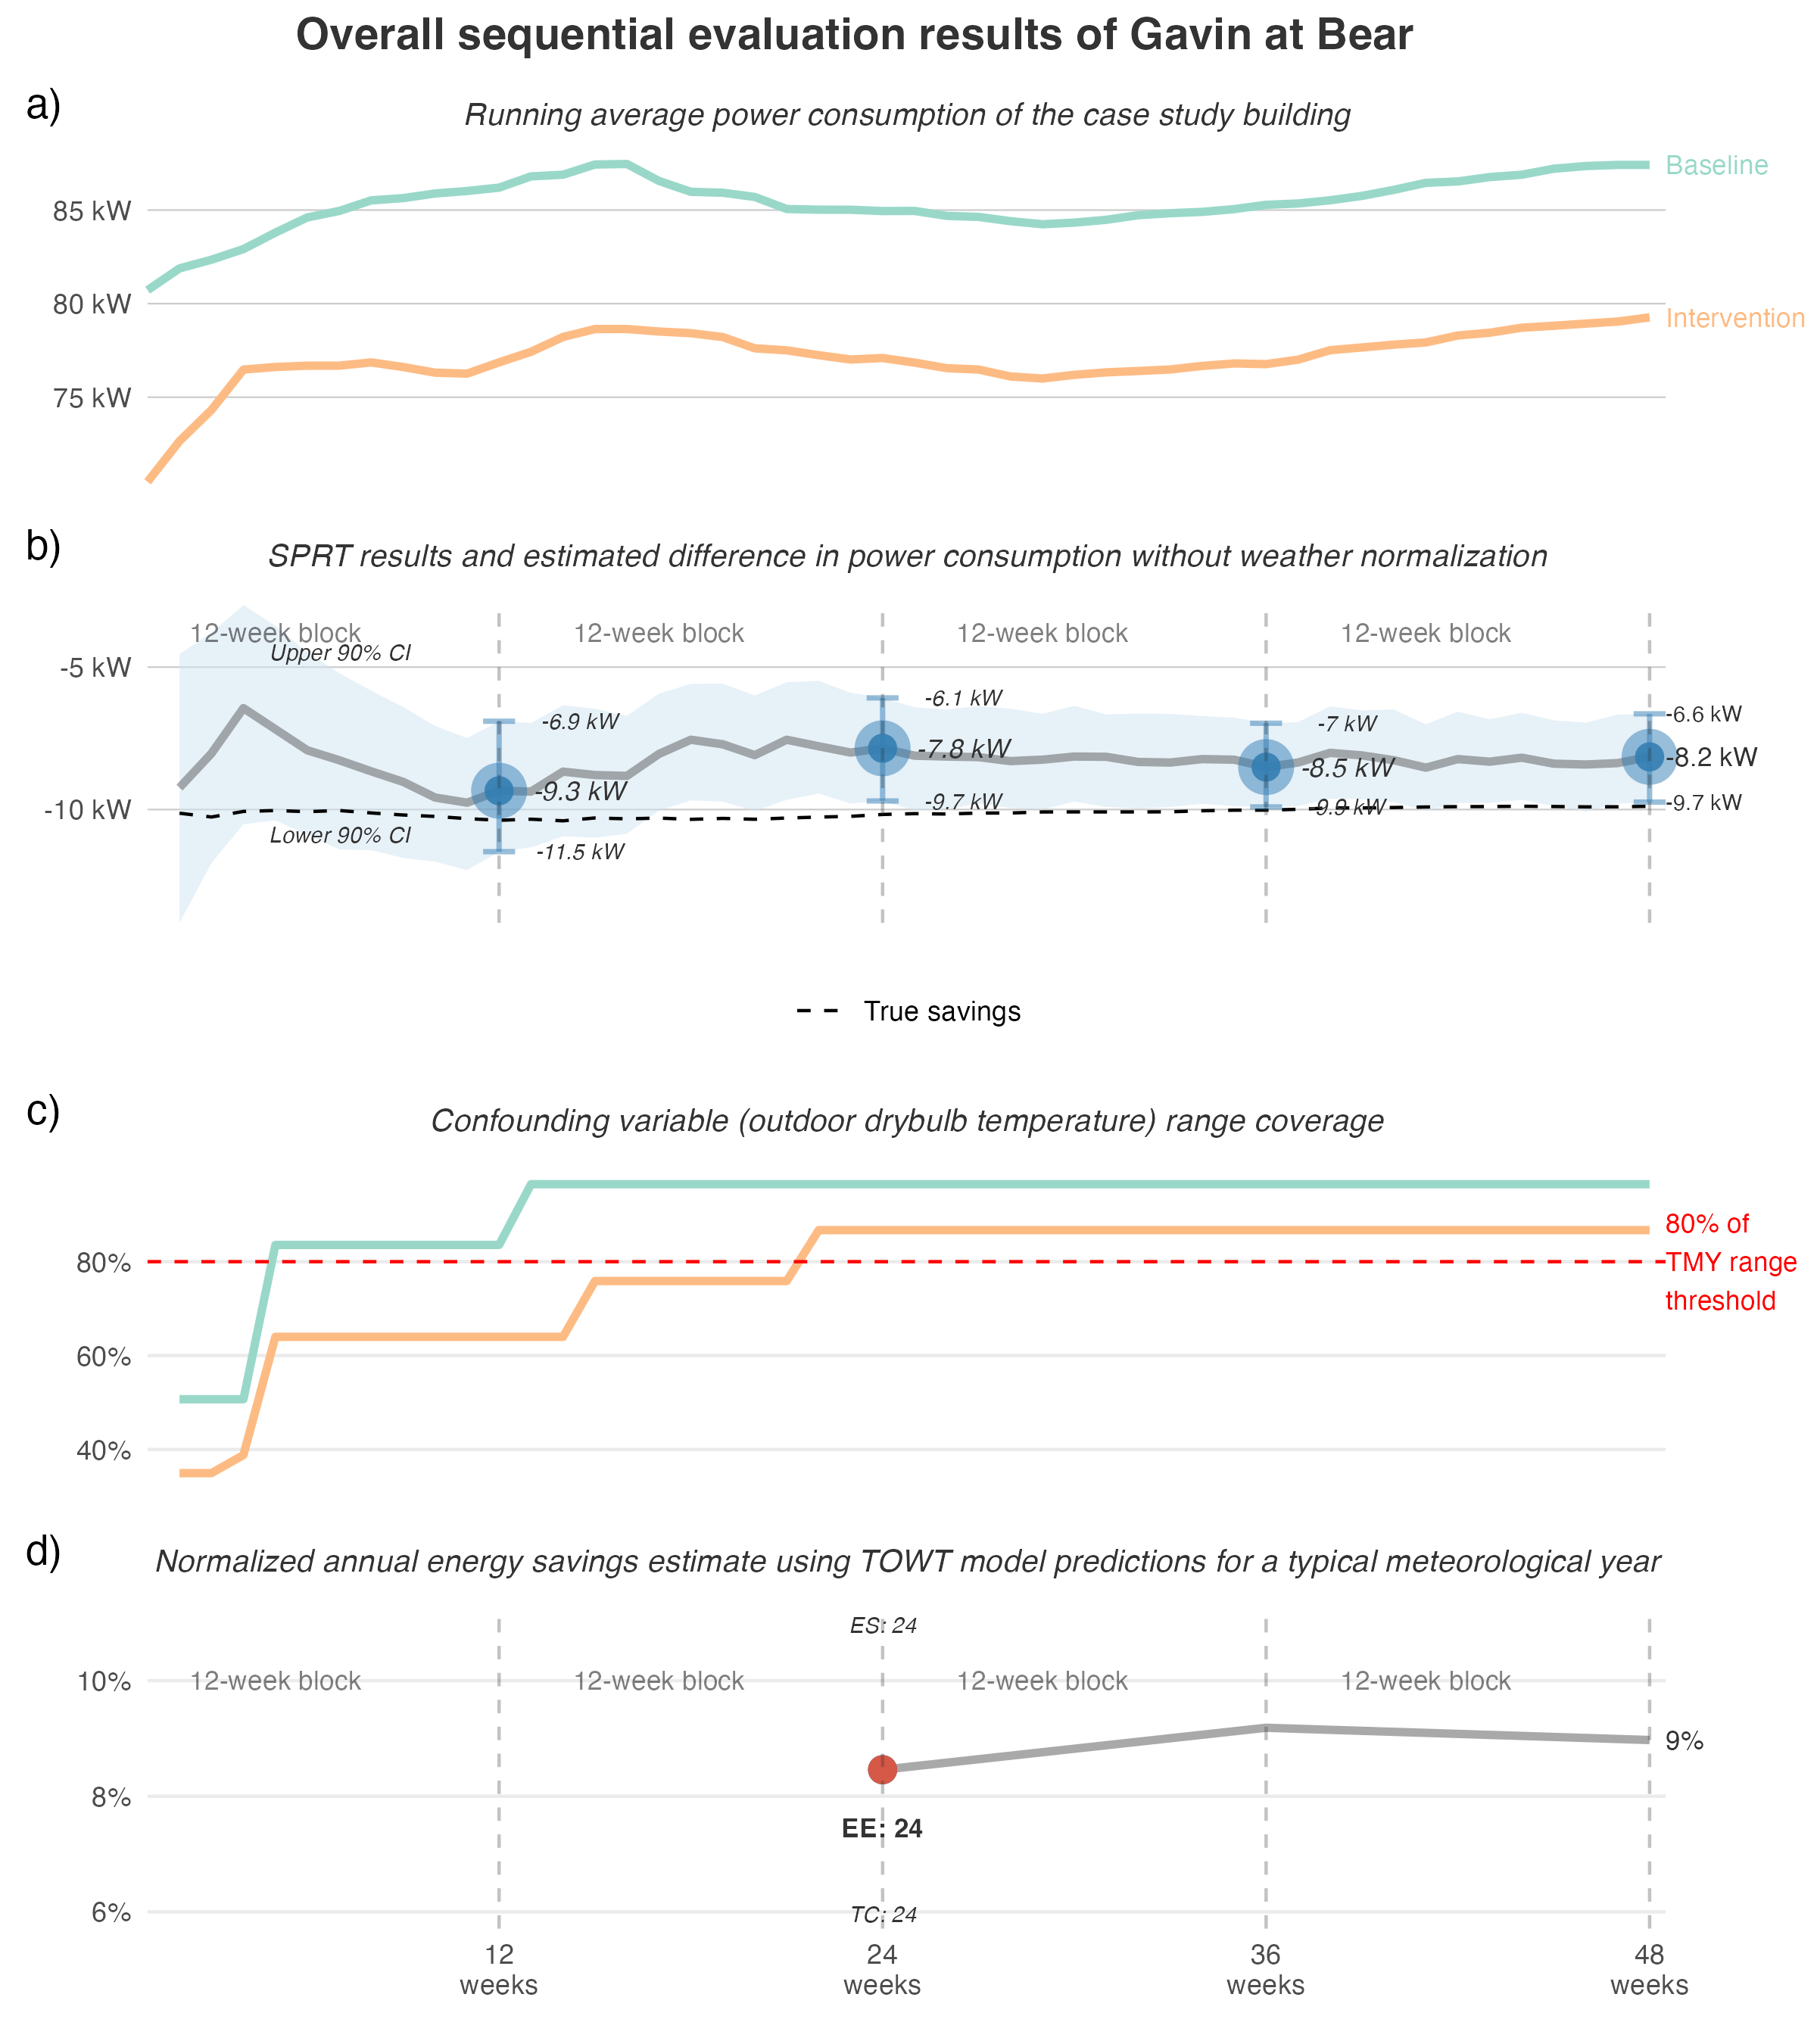 Overall sequential evaluation results of Gavin at Bear
a)
Running average power consumption of the case study building
Baseline
85 kW
80 kW
Intervention
75 kW
b)
SPRT results and estimated difference in power consumption without weather normalization
12-week block 12-week block 12-week block 12-week block
Upper 90% CI
-5 kW
-6.1 kW
-6.6 kW
-6.9 kW
-7 kW
-7.8 kW
-8.2 kW
-8.5 kW
-9.3 kW
-9.7 kW
-9.7 kW
-9.9 kW
-10 kW
Lower 90% CI
-11.5 kW
True savings
c)
Confounding variable (outdoor drybulb temperature) range coverage
80% of
TMY range
threshold
80%
60%
40%
d)
Normalized annual energy savings estimate using TOWT model predictions for a typical meteorological year
ES: 24
10%
12-week block 12-week block 12-week block 12-week block
9%
8%
EE: 24
6%
TC: 24
12 24 36 48
weeks weeks weeks weeks